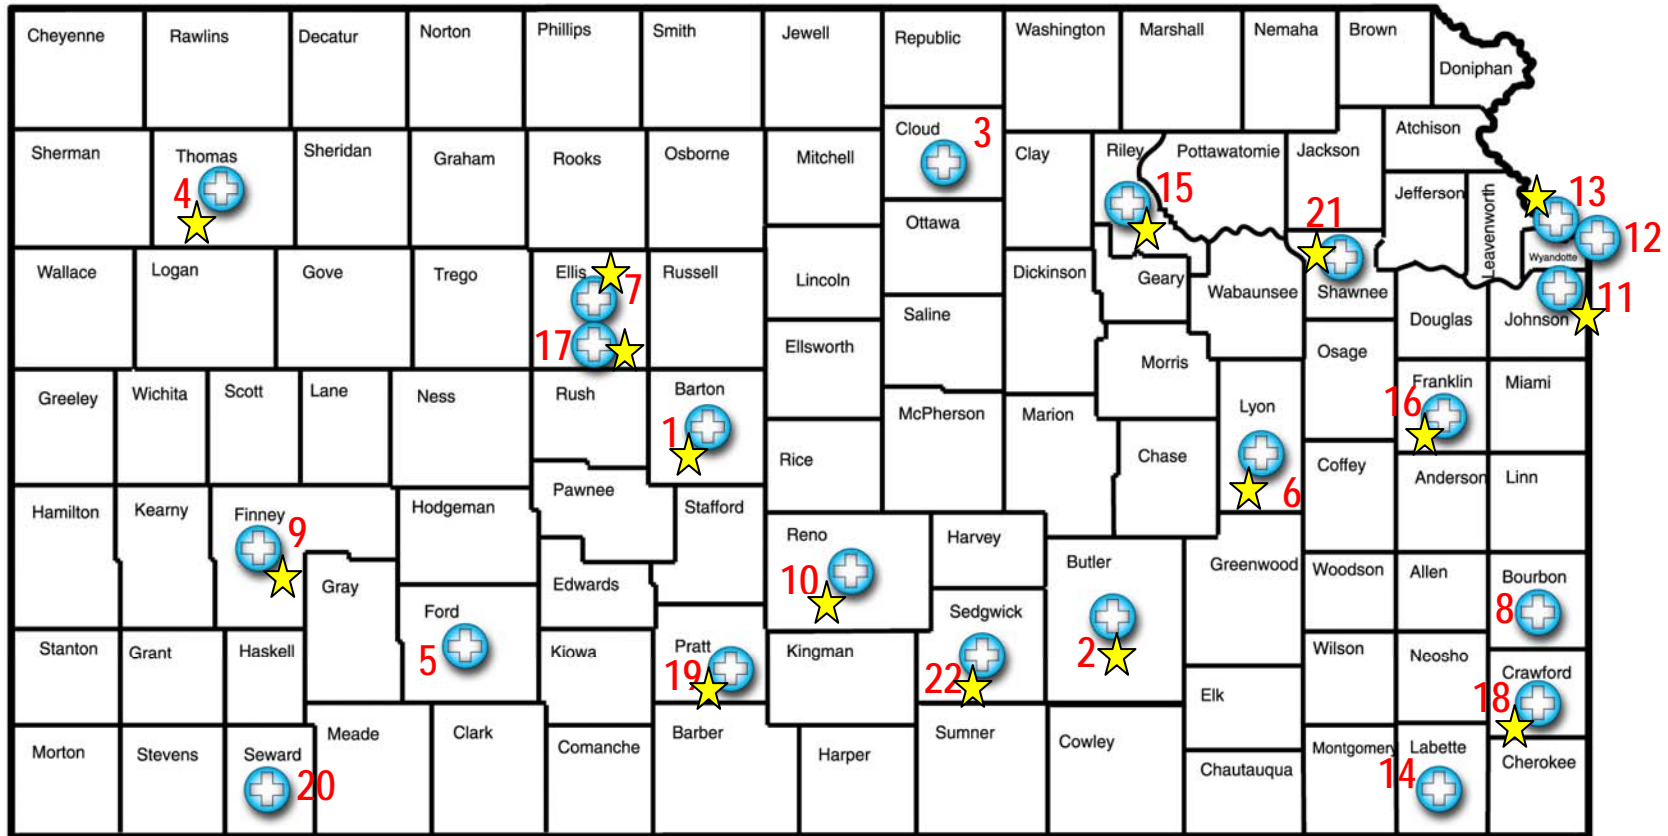 Cheyenne
Rawlins
Decatur
Norton
Phillips
Smith
Jewell
Republic
Washington
Marshall
Nemaha
Brown
Doniphan
Sherman
Thomas
4
Sheridan
Graham
Rooks
Osborne
Mitchell
Cloud
3
Clay
Riley
15
Pottawatomie
Jackson
21
Atchison
Jefferson
Leavenworth
13
12
Wyandotte
Wallace
Logan
Gove
Trego
Ellis
7
17
Russell
Lincoln
Ottawa
Saline
Dickinson
Geary
Wabaunsee
Shawnee
Douglas
Johnson
11
Greeley
Wichita
Scott
Lane
Ness
Rush
Barton
1
Ellsworth
McPherson
Marion
Morris
Chase
Lyon
6
Osage
Franklin
16
Miami
Hamilton
Kearny
Finney
9
Hodgeman
Pawnee
Stafford
Rice
Reno
10
Harvey
Butler
2
Greenwood
Coffey
Anderson
Linn
Gray
Ford
5
Edwards
Sedgwick
22
Woodson
Allen
Bourbon
8
Stanton
Grant
Haskell
Kiowa
Pratt
19
Kingman
Elk
Wilson
Neosho
Crawford
18
Morton
Stevens
Seward
20
Meade
Clark
Comanche
Barber
Harper
Sumner
Cowley
Chautauqua
Montgomery
Labette
14
Cherokee